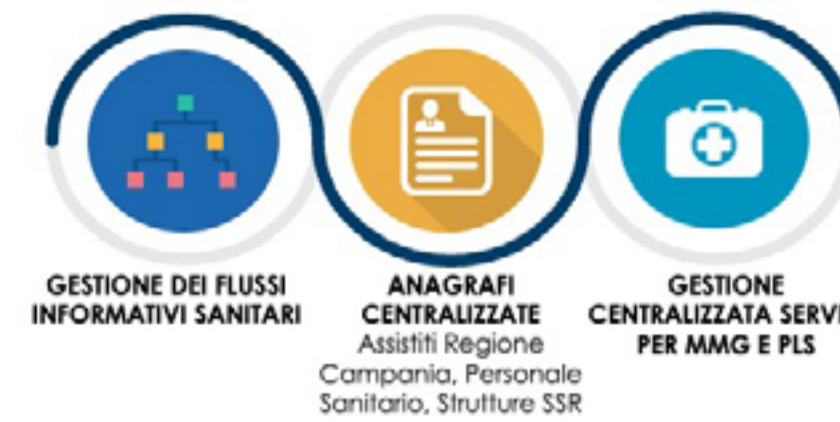 GESTIONE DEI FLUSSI
INFORMATIVI SANITARI
ANAGRAFI
CENTRALIZZATE
Assistiti Regione
Campania, Personale
Sanitario, Strutture SSR
GESTIONE
CENTRALIZZATA SERVI
PER MMG E PLS